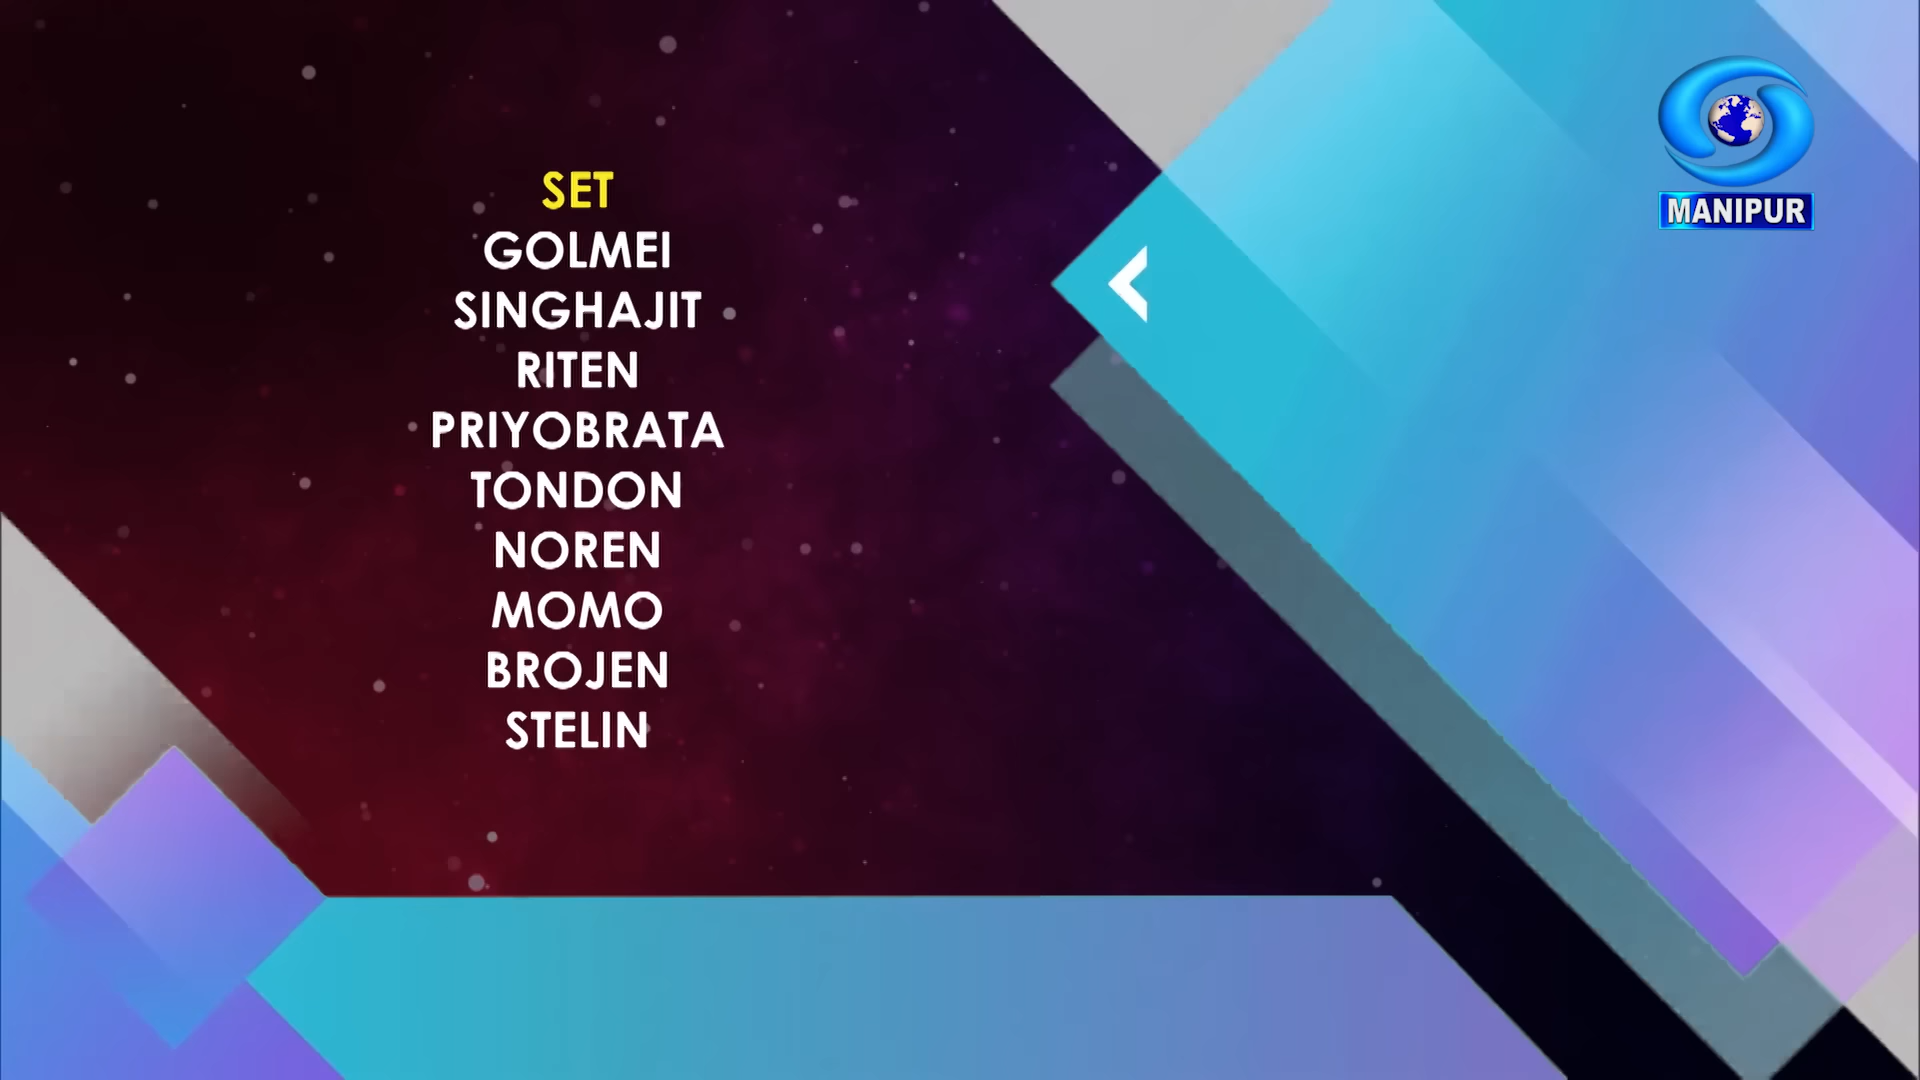 SET
GOLMEI
SINGHAJIT
RITEN
PRIYOBRATA
TONDON
NOREN
MOMO
BROJEN
STELIN
MANIPUR